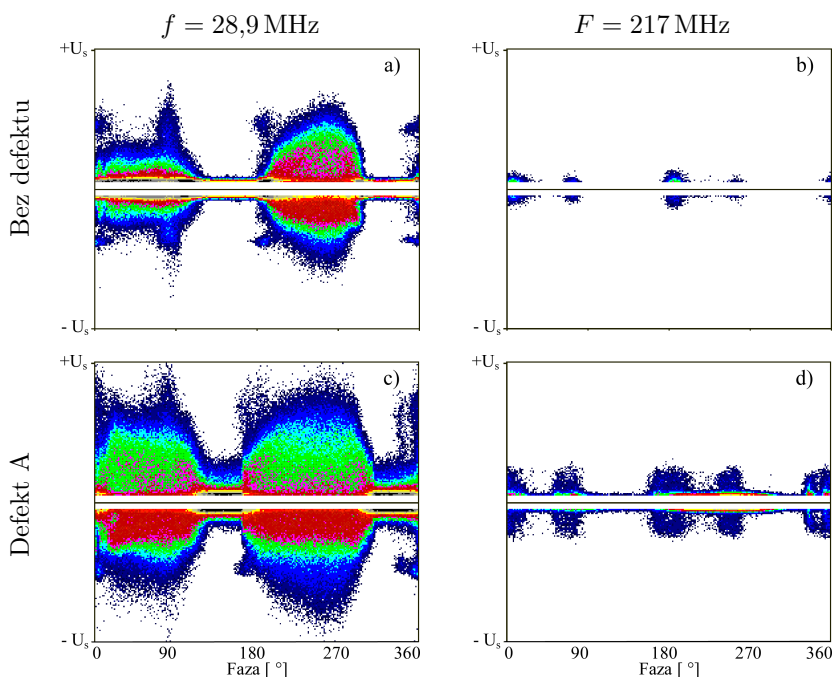 f = 28,9 MHz
F = 217 MHz
Bez defektu
+Uₛ
a)
- Uₛ
+Uₛ
b)
- Uₛ
Defekt A
+Uₛ
c)
- Uₛ
0 90 180 270 360
Faza [ °]
+Uₛ
d)
- Uₛ
0 90 180 270 360
Faza [ °]